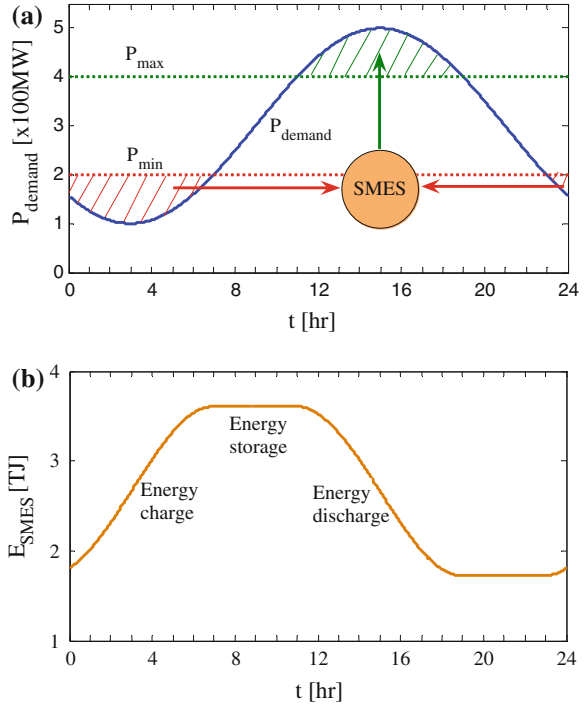 (a)
P_demand [x100MW]
5
4
3
2
1
0
P_max
P_demand
P_min
SMES
0 4 8 12 16 20 24
t [hr]
(b)
E_SMES [TJ]
4
3
2
1
Energy
storage
Energy
charge
Energy
discharge
0 4 8 12 16 20 24
t [hr]